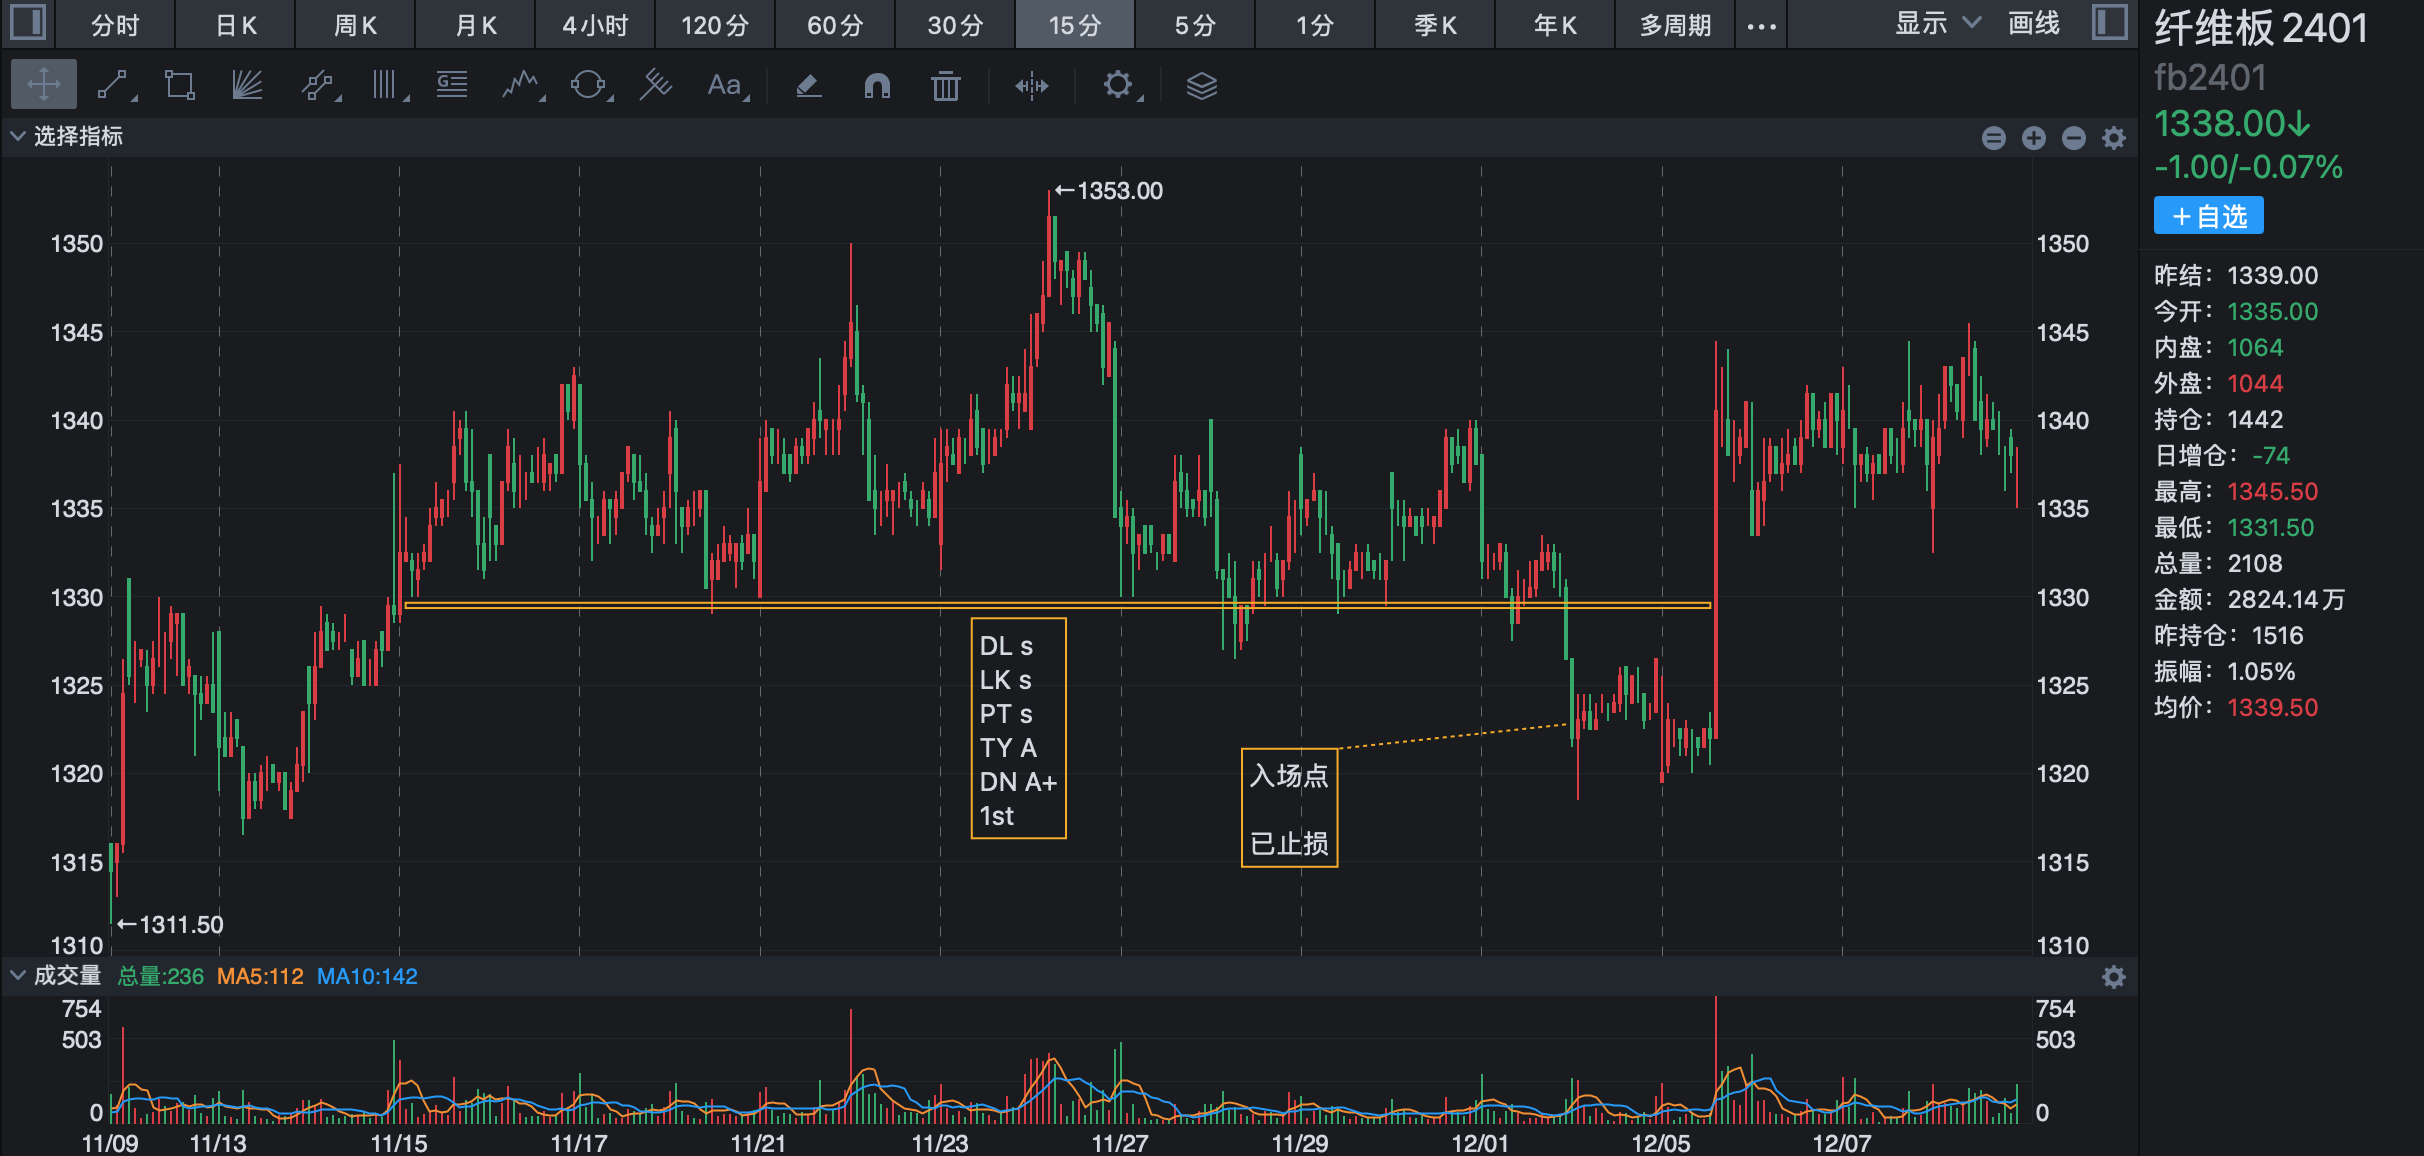 分时 日K 周K 月K 4小时 120分 60分 30分 15分 5分 1分 季K 年K 多周期 ... 显示 画线
G Aa
选择指标
1353.00
1350 1350
1345 1345
1340 1340
1335 1335
1330 1330
1325 1325
1320 1320
1315 1315
1310 1310
DL s
LK s
PT s
TY A
DN A+
1st
入场点
已止损
←1311.50
成交量 总量:236 MA5:112 MA10:142
754 754
503 503
0 0
11/09 11/13 11/15 11/17 11/21 11/23 11/27 11/29 12/01 12/05 12/07
纤维板2401
fb2401
1338.00↓
-1.00/-0.07%
+自选
昨结：1339.00
今开：1335.00
内盘：1064
外盘：1044
持仓：1442
日增仓：-74
最高：1345.50
最低：1331.50
总量：2108
金额：2824.14万
昨持仓：1516
振幅：1.05%
均价：1339.50